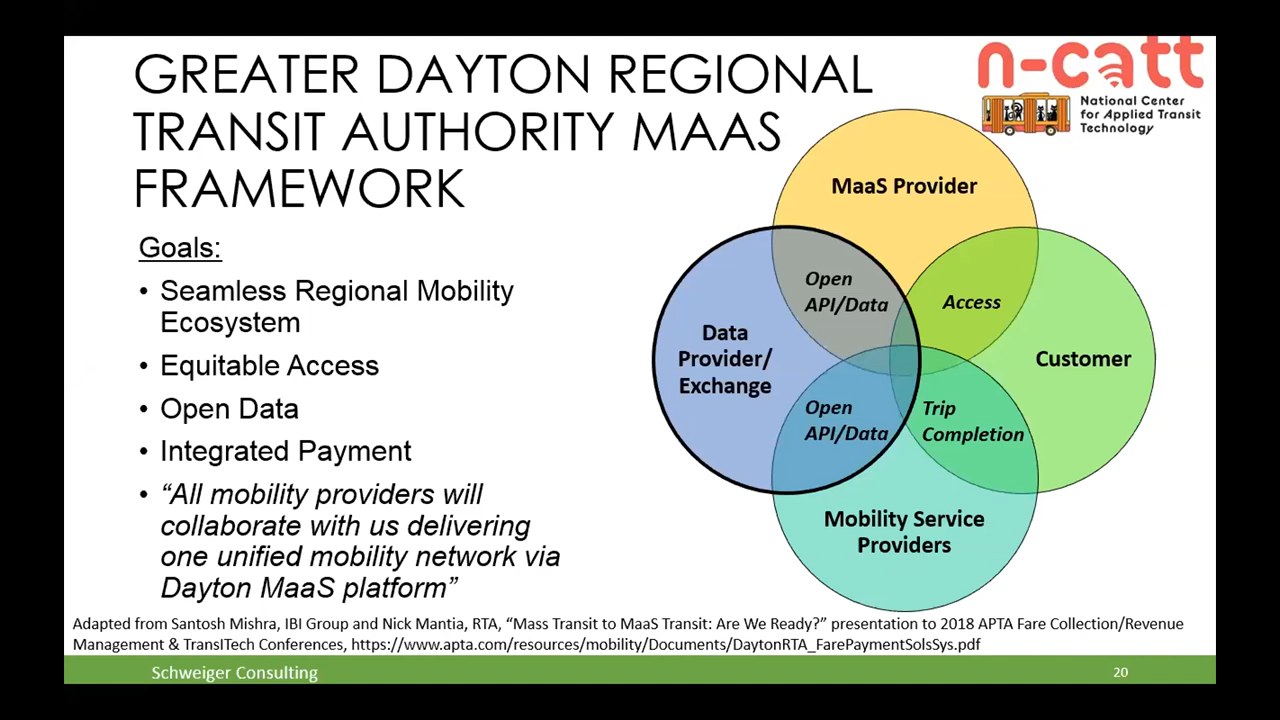 GREATER DAYTON REGIONAL
TRANSIT AUTHORITY MAAS
FRAMEWORK
n-catt
National Center
for Applied Transit
Technology
Goals:
• Seamless Regional Mobility
Ecosystem
• Equitable Access
• Open Data
• Integrated Payment
• “All mobility providers will
collaborate with us delivering
one unified mobility network via
Dayton MaaS platform”
MaaS Provider
Open
API/Data
Access
Data
Provider/
Exchange
Customer
Open
API/Data
Trip
Completion
Mobility Service
Providers
Adapted from Santosh Mishra, IBI Group and Nick Mantia, RTA, “Mass Transit to MaaS Transit: Are We Ready?” presentation to 2018 APTA Fare Collection/Revenue
Management & TransITech Conferences, https://www.apta.com/resources/mobility/Documents/DaytonRTA_FarePaymentSolsSys.pdf
Schweiger Consulting
20